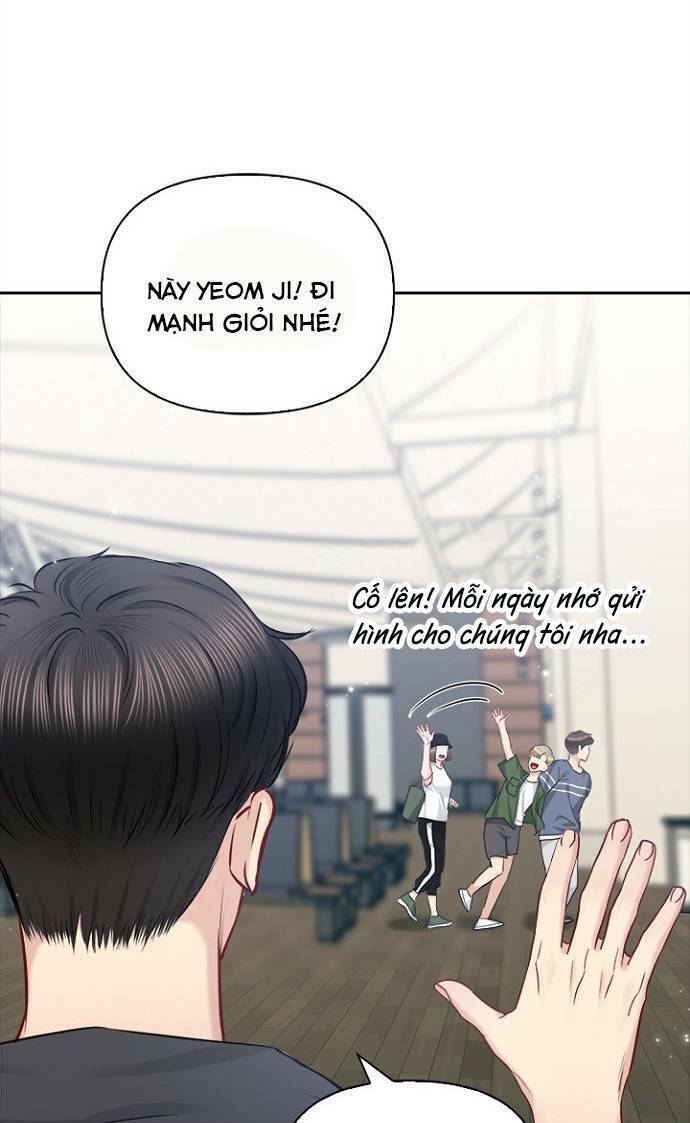 NÀY YEOM JI! ĐI
MẠNH GIỎI NHÉ!
Cố lên! Mỗi ngày nhớ gửi
hình cho chúng tôi nha...